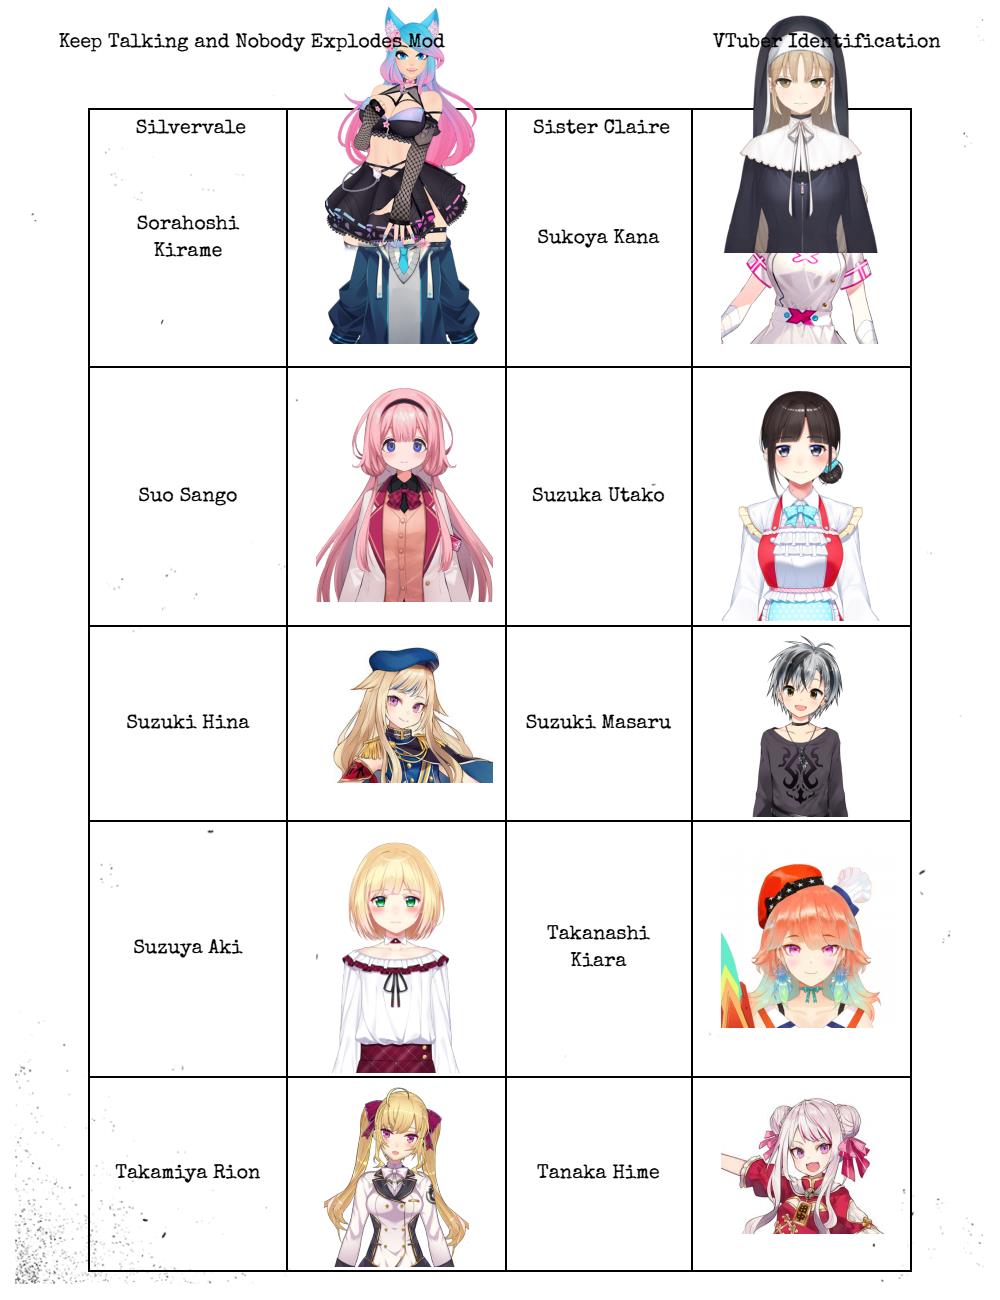 Keep Talking and Nobody Explodes Mod
VTuber Identification
Silvervale
Sister Claire
Sorahoshi
Kirame
Sukoya Kana
Suo Sango
Suzuka Utako
Suzuki Hina
Suzuki Masaru
Suzuya Aki
Takanashi
Kiara
Takamiya Rion
Tanaka Hime